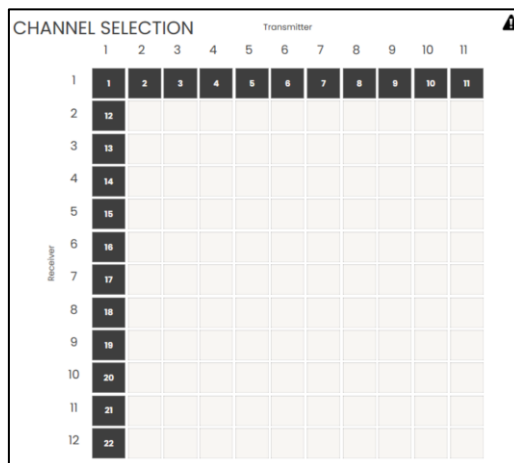 CHANNEL SELECTION
Transmitter
1 2 3 4 5 6 7 8 9 10 11
1 1 2 3 4 5 6 7 8 9 10 11
2 12
3 13
4 14
5 15
6 16
Receiver
7 17
8 18
9 19
10 20
11 21
12 22